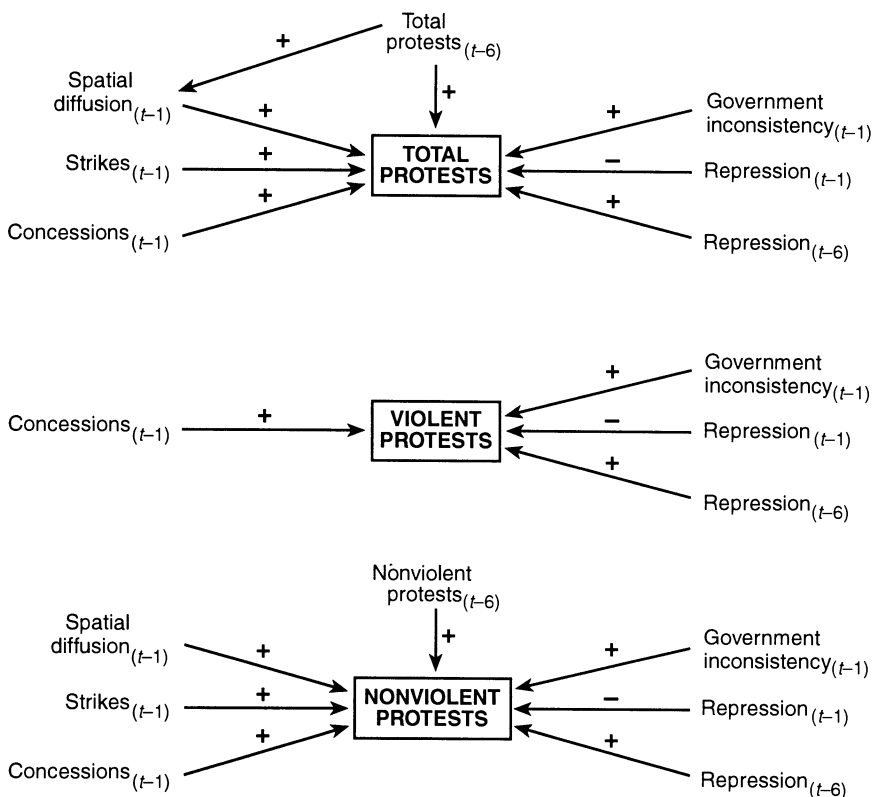 Total
protests(t–6)
+
+
Spatial
diffusion(t–1)
+
Strikes(t–1)
+
Concessions(t–1)
+
TOTAL
PROTESTS
+
Government
inconsistency(t–1)
–
Repression(t–1)
+
Repression(t–6)
Concessions(t–1)
+
VIOLENT
PROTESTS
+
Government
inconsistency(t–1)
–
Repression(t–1)
+
Repression(t–6)
Nonviolent
protests(t–6)
+
Spatial
diffusion(t–1)
+
Strikes(t–1)
+
Concessions(t–1)
+
NONVIOLENT
PROTESTS
+
Government
inconsistency(t–1)
–
Repression(t–1)
+
Repression(t–6)